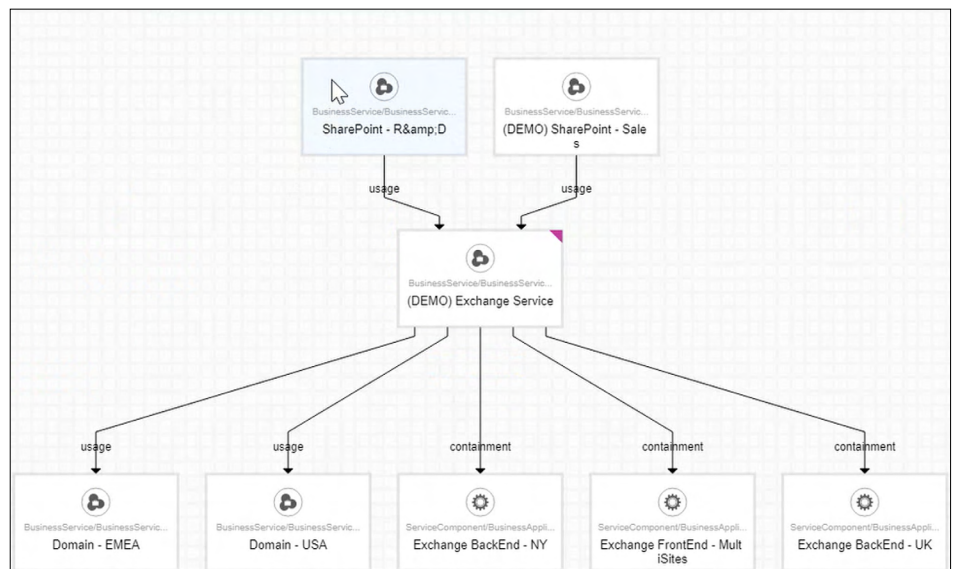 BusinessService/BusinessServic...
SharePoint - R&amp;D
BusinessService/BusinessServic...
(DEMO) SharePoint - Sale
s
usage
usage
BusinessService/BusinessServic...
(DEMO) Exchange Service
usage
usage
containment
containment
containment
BusinessService/BusinessServic...
Domain - EMEA
BusinessService/BusinessServic...
Domain - USA
ServiceComponent/BusinessAppli...
Exchange BackEnd - NY
ServiceComponent/BusinessAppli...
Exchange FrontEnd - Mult
iSites
ServiceComponent/BusinessAppli...
Exchange BackEnd - UK